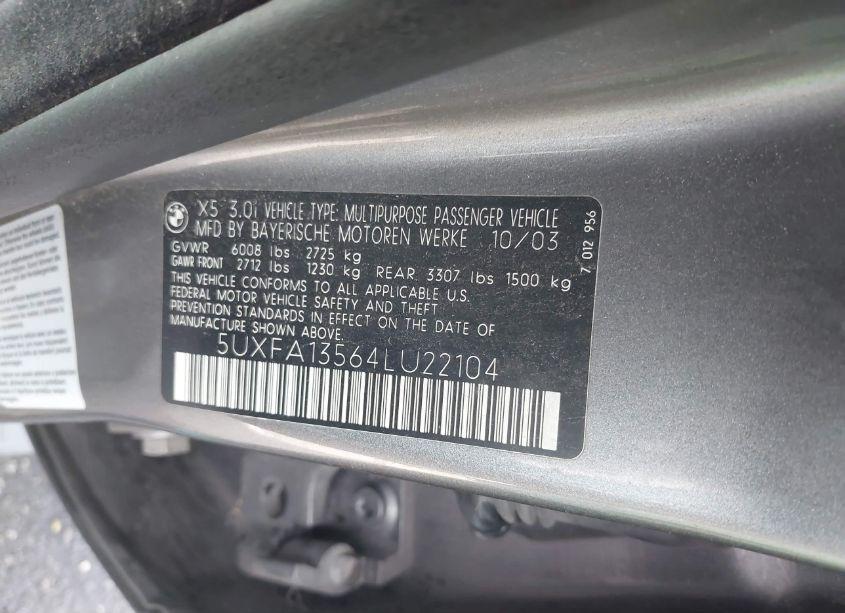 X5 3.0i VEHICLE TYPE: MULTIPURPOSE PASSENGER VEHICLE
MFD BY BAYERISCHE MOTOREN WERKE 10/03
GVWR 6008 lbs 2725 kg
GAWR FRONT 2712 lbs 1230 kg REAR 3307 lbs 1500 kg
THIS VEHICLE CONFORMS TO ALL APPLICABLE U.S.
FEDERAL MOTOR VEHICLE SAFETY AND THEFT
PREVENTION STANDARDS IN EFFECT ON THE DATE OF
MANUFACTURE SHOWN ABOVE.
5UXFA13564LU22104
7 012 956